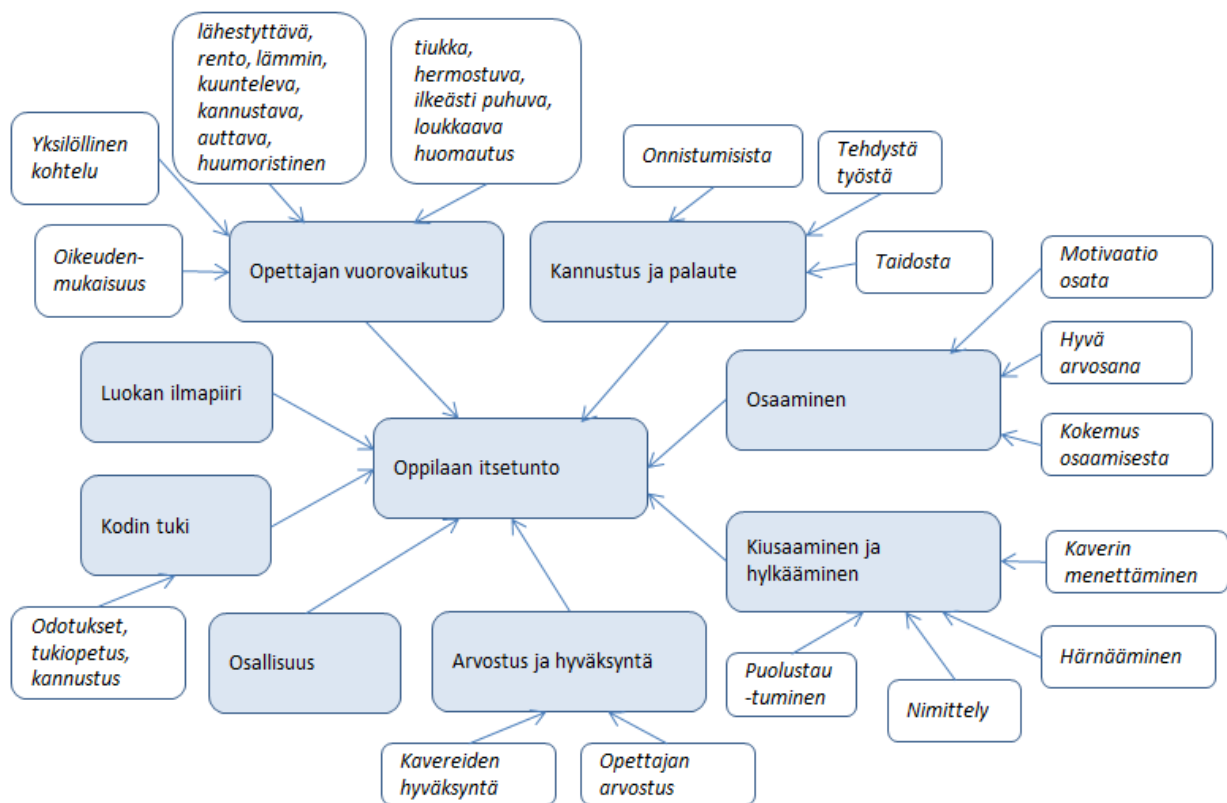 lähestyttävä,
rento, lämmin,
kuunteleva,
kannustava,
auttava,
huumoristinen
tiukka,
hermostuva,
ilkeästi puhuva,
loukkaava
huomautus
Yksilöllinen
kohtelu
Onnistumisista
Tehdystä
työstä
Oikeuden-
mukaisuus
Opettajan vuorovaikutus
Kannustus ja palaute
Taidosta
Motivaatio
osata
Luokan ilmapiiri
Osaaminen
Hyvä
arvosana
Kokemus
osaamisesta
Oppilaan itsetunto
Kodin tuki
Kiusaaminen ja
hylkääminen
Kaverin
menettäminen
Odotukset,
tukiopetus,
kannustus
Osallisuus
Arvostus ja hyväksyntä
Puolustau
-tuminen
Nimittely
Härnääminen
Kavereiden
hyväksyntä
Opettajan
arvostus